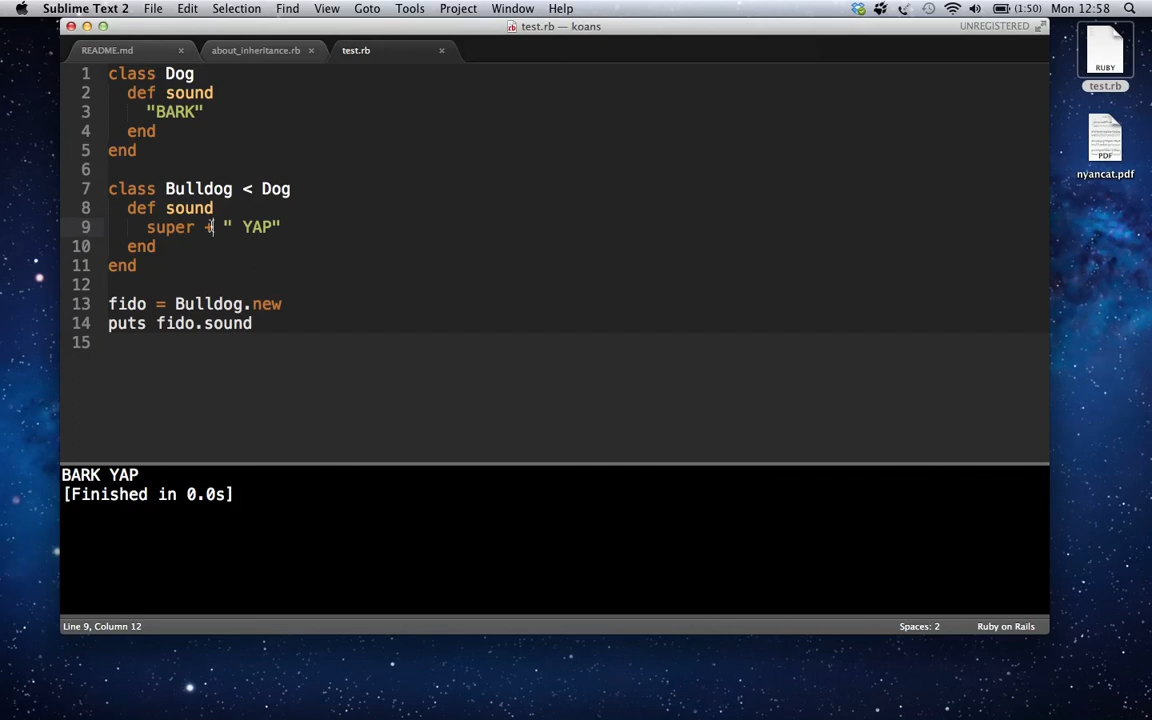 Sublime Text 2 File Edit Selection Find View Goto Tools Project Window Help (1:50) Mon 12:58
test.rb — koans UNREGISTERED
README.md × about_inheritance.rb × test.rb ×
1 class Dog
2 def sound
3 "BARK"
4 end
5 end
6
7 class Bulldog < Dog
8 def sound
9 super + " YAP"
10 end
11 end
12
13 fido = Bulldog.new
14 puts fido.sound
15
BARK YAP
[Finished in 0.0s]
Line 9, Column 12 Spaces: 2 Ruby on Rails
RUBY
test.rb
PDF
nyancat.pdf